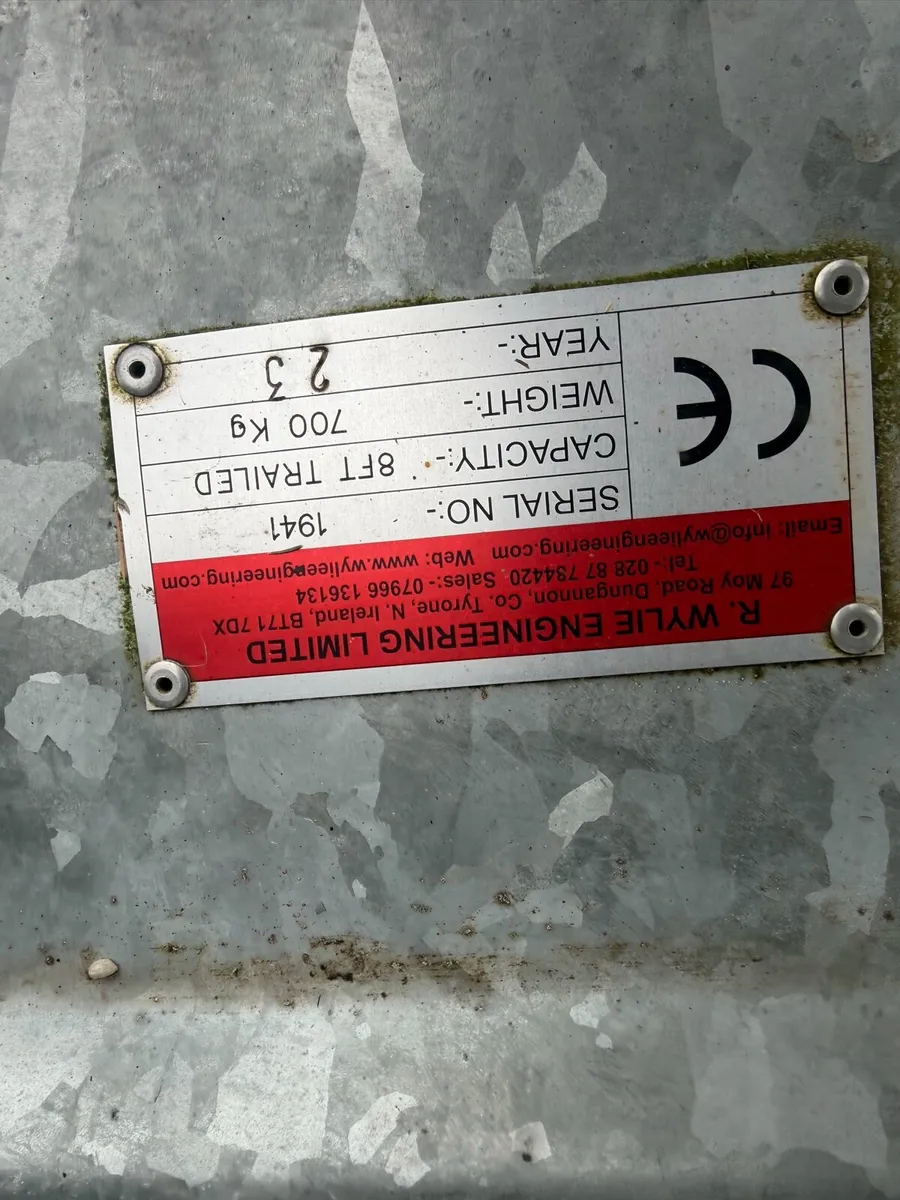 R. WYLIE ENGINEERING LIMITED
97 Moy Road, Dungannon, Co. Tyrone, N. Ireland, BT71 7DX
Tel:- 028 87 784420 Sales:- 07966 136134
Email: info@wylieengineering.com Web: www.wylieengineering.com
SERIAL NO:- 1941
CAPACITY:- 8FT TRAILED
WEIGHT:- 700 Kg
YEAR:- 23
CE